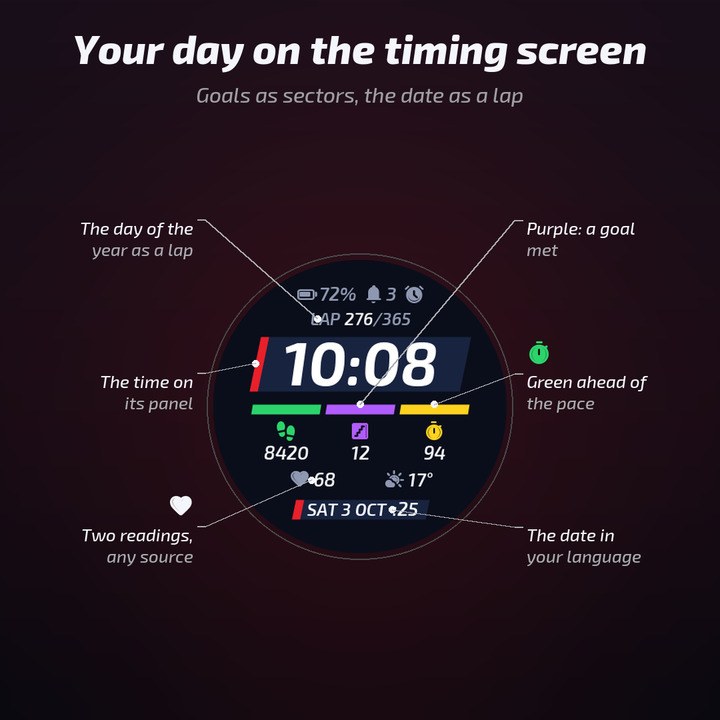 Your day on the timing screen
Goals as sectors, the date as a lap
The day of the
year as a lap
Purple: a goal
met
72% 3
LAP 276/365
10:08
The time on
its panel
Green ahead of
the pace
8420 12 94
68 17°
SAT 3 OCT •25
Two readings,
any source
The date in
your language